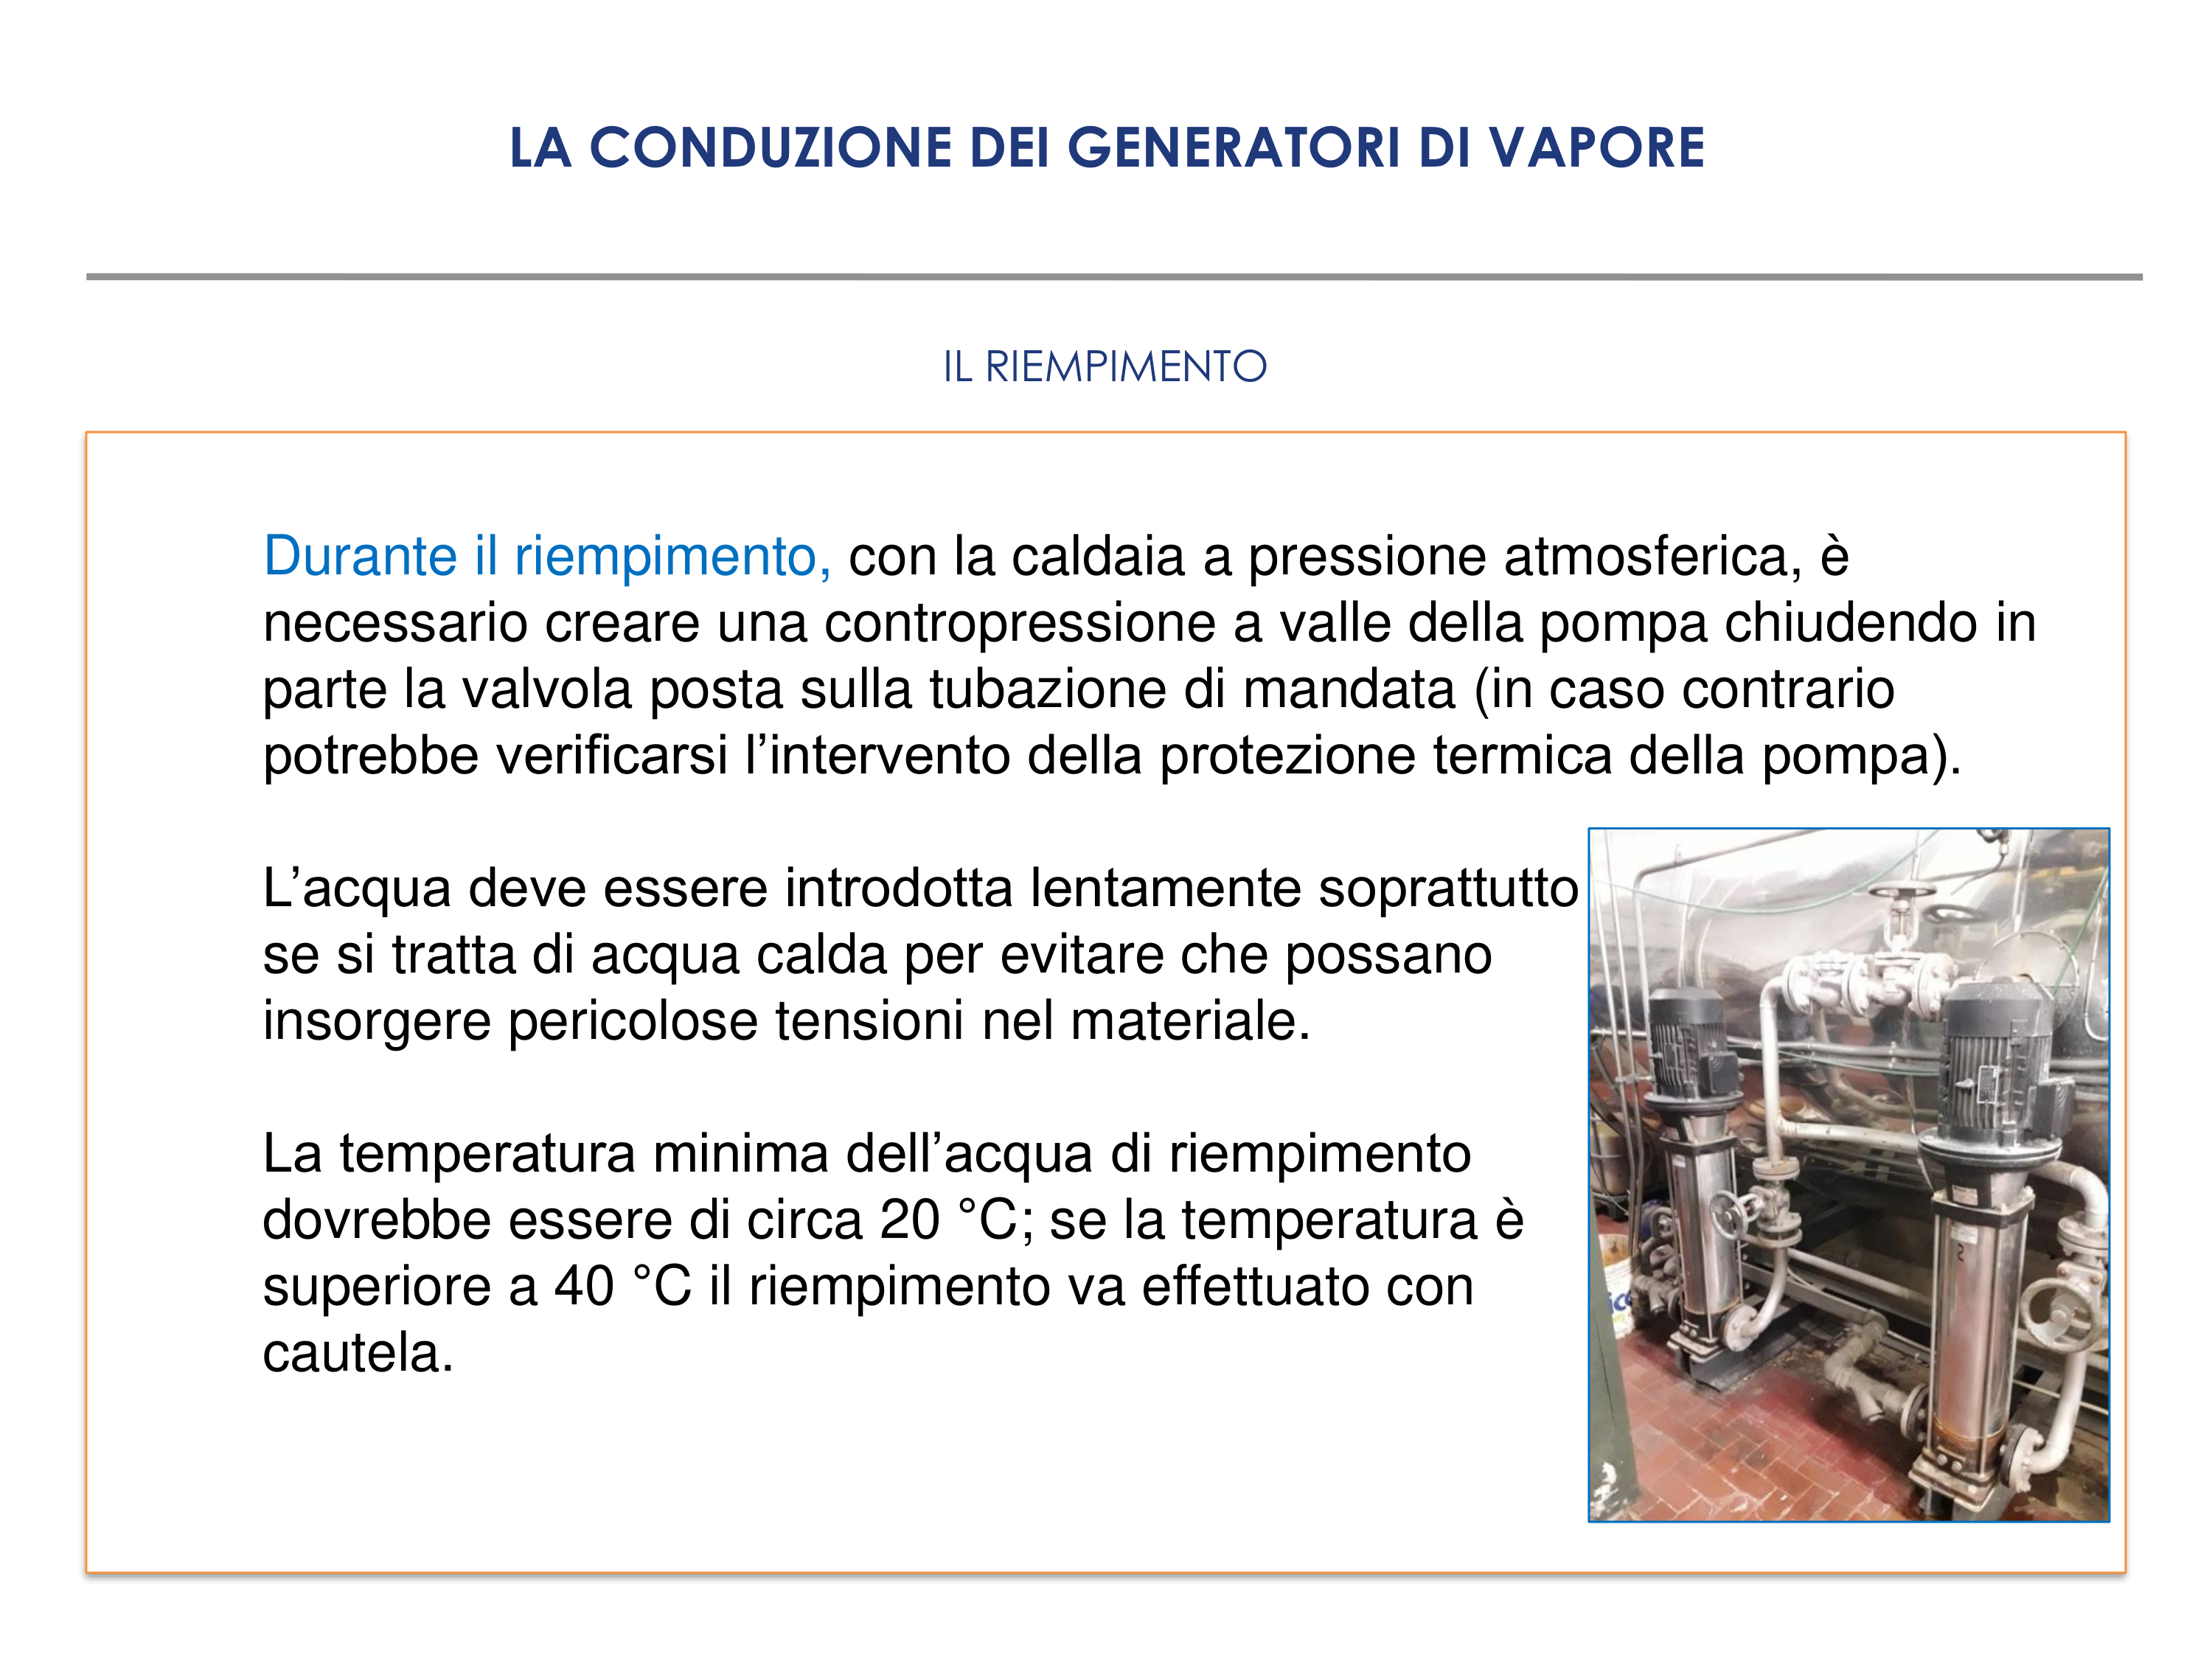 LA CONDUZIONE DEI GENERATORI DI VAPORE
IL RIEMPIMENTO
Durante il riempimento, con la caldaia a pressione atmosferica, è
necessario creare una contropressione a valle della pompa chiudendo in
parte la valvola posta sulla tubazione di mandata (in caso contrario
potrebbe verificarsi l’intervento della protezione termica della pompa).
L’acqua deve essere introdotta lentamente soprattutto
se si tratta di acqua calda per evitare che possano
insorgere pericolose tensioni nel materiale.
La temperatura minima dell’acqua di riempimento
dovrebbe essere di circa 20 °C; se la temperatura è
superiore a 40 °C il riempimento va effettuato con
cautela.
2